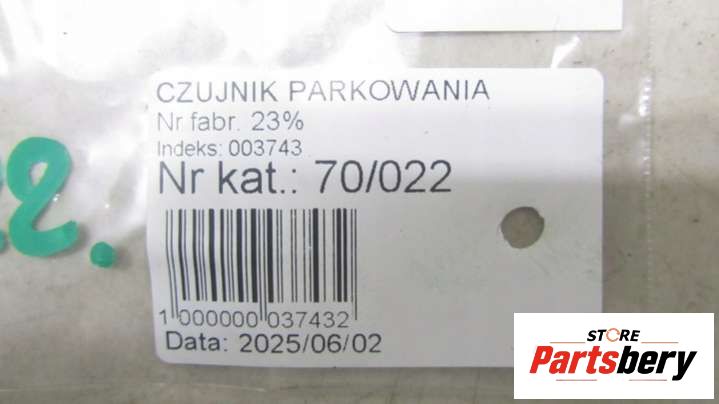 CZUJNIK PARKOWANIA
Nr fabr. 23%
Indeks: 003743
Nr kat.: 70/022
1 000000 037432
Data: 2025/06/02
2.
STORE
Partsbery